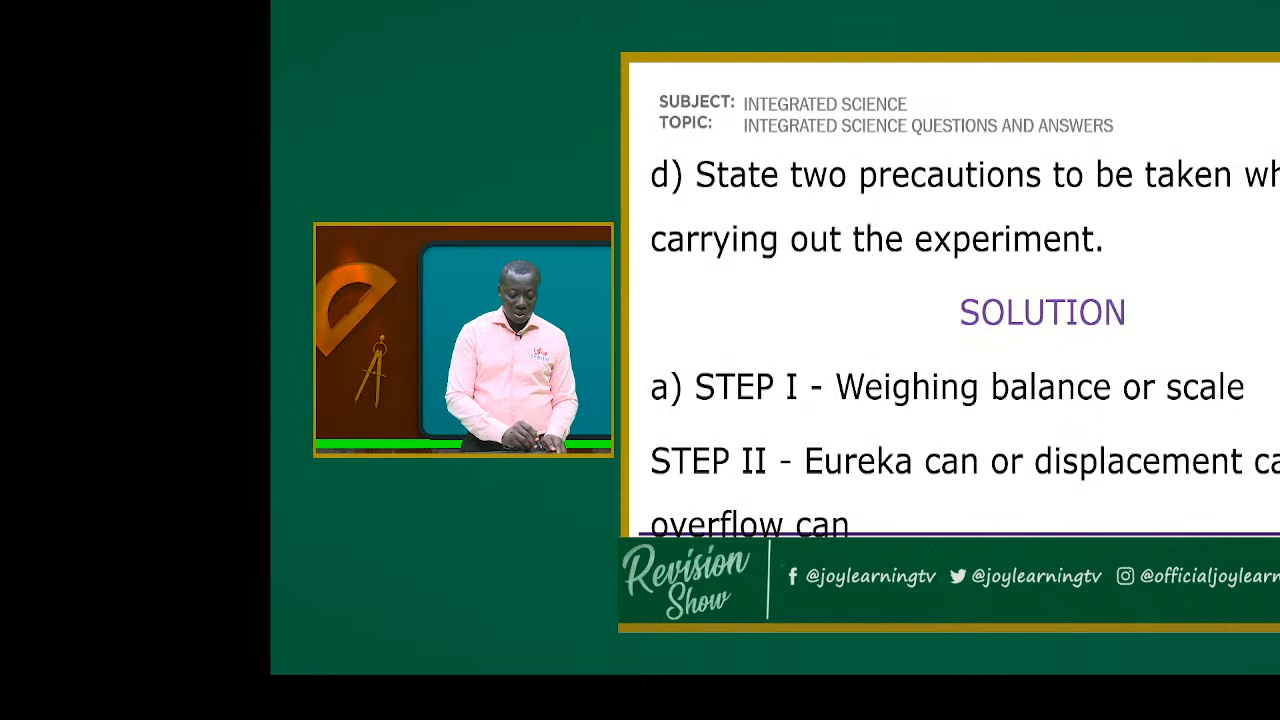 SUBJECT: INTEGRATED SCIENCE
TOPIC: INTEGRATED SCIENCE QUESTIONS AND ANSWERS
d) State two precautions to be taken wh
carrying out the experiment.
SOLUTION
a) STEP I - Weighing balance or scale
STEP II - Eureka can or displacement ca
overflow can
Revision
Show
@joylearningtv @joylearningtv @officialjoylearn